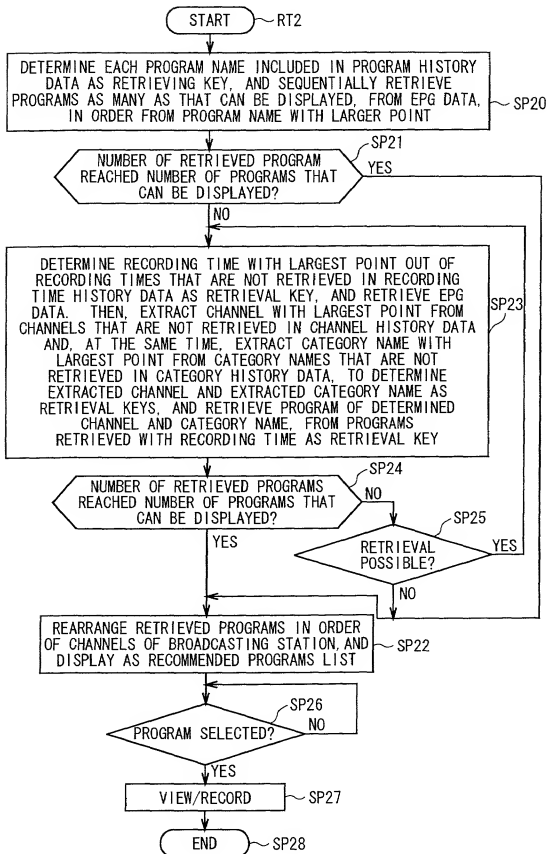 START
RT2
DETERMINE EACH PROGRAM NAME INCLUDED IN PROGRAM HISTORY
DATA AS RETRIEVING KEY, AND SEQUENTIALLY RETRIEVE
PROGRAMS AS MANY AS THAT CAN BE DISPLAYED, FROM EPG DATA,
IN ORDER FROM PROGRAM NAME WITH LARGER POINT
SP20
SP21
NUMBER OF RETRIEVED PROGRAM
REACHED NUMBER OF PROGRAMS THAT
CAN BE DISPLAYED?
YES
NO
DETERMINE RECORDING TIME WITH LARGEST POINT OUT OF
RECORDING TIMES THAT ARE NOT RETRIEVED IN RECORDING
TIME HISTORY DATA AS RETRIEVAL KEY, AND RETRIEVE EPG
DATA. THEN, EXTRACT CHANNEL WITH LARGEST POINT FROM
CHANNELS THAT ARE NOT RETRIEVED IN CHANNEL HISTORY DATA
AND, AT THE SAME TIME, EXTRACT CATEGORY NAME WITH
LARGEST POINT FROM CATEGORY NAMES THAT ARE NOT
RETRIEVED IN CATEGORY HISTORY DATA, TO DETERMINE
EXTRACTED CHANNEL AND EXTRACTED CATEGORY NAME AS
RETRIEVAL KEYS, AND RETRIEVE PROGRAM OF DETERMINED
CHANNEL AND CATEGORY NAME, FROM PROGRAMS
RETRIEVED WITH RECORDING TIME AS RETRIEVAL KEY
SP23
SP24
NUMBER OF RETRIEVED PROGRAMS
REACHED NUMBER OF PROGRAMS THAT
CAN BE DISPLAYED?
NO
YES
SP25
RETRIEVAL
POSSIBLE?
YES
NO
REARRANGE RETRIEVED PROGRAMS IN ORDER
OF CHANNELS OF BROADCASTING STATION, AND
DISPLAY AS RECOMMENDED PROGRAMS LIST
SP22
SP26
PROGRAM SELECTED?
NO
YES
VIEW/RECORD
SP27
END
SP28